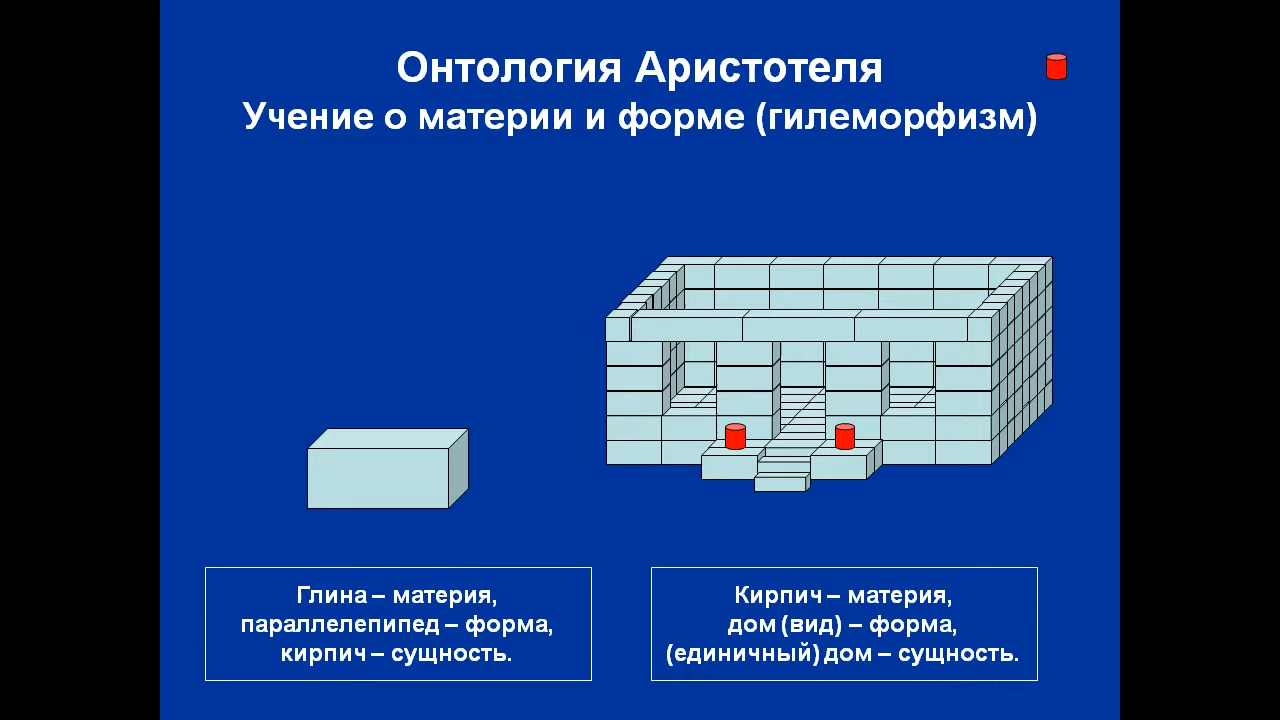 Онтология Аристотеля
Учение о материи и форме (гилеморфизм)
Глина – материя,
параллелепипед – форма,
кирпич – сущность.
Кирпич – материя,
дом (вид) – форма,
(единичный) дом – сущность.